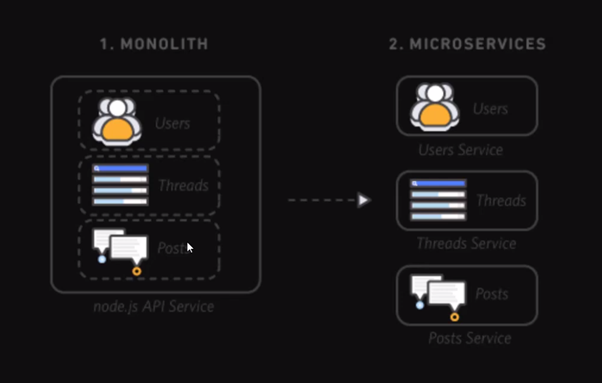 1. MONOLITH
Users
Threads
Posts
node.js API Service
2. MICROSERVICES
Users
Users Service
Threads
Threads Service
Posts
Posts Service